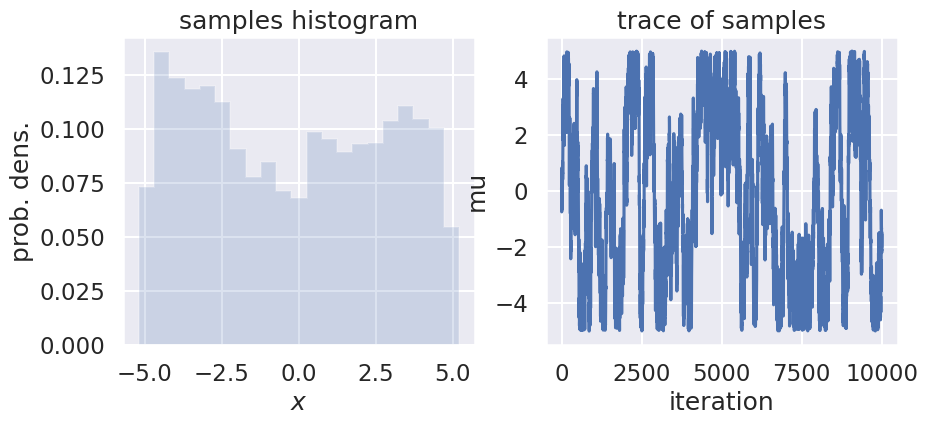 samples histogram
prob. dens.
0.125
0.100
0.075
0.050
0.025
0.000
−5.0 −2.5 0.0 2.5 5.0
x
trace of samples
mu
4
2
0
−2
−4
0 2500 5000 7500 10000
iteration